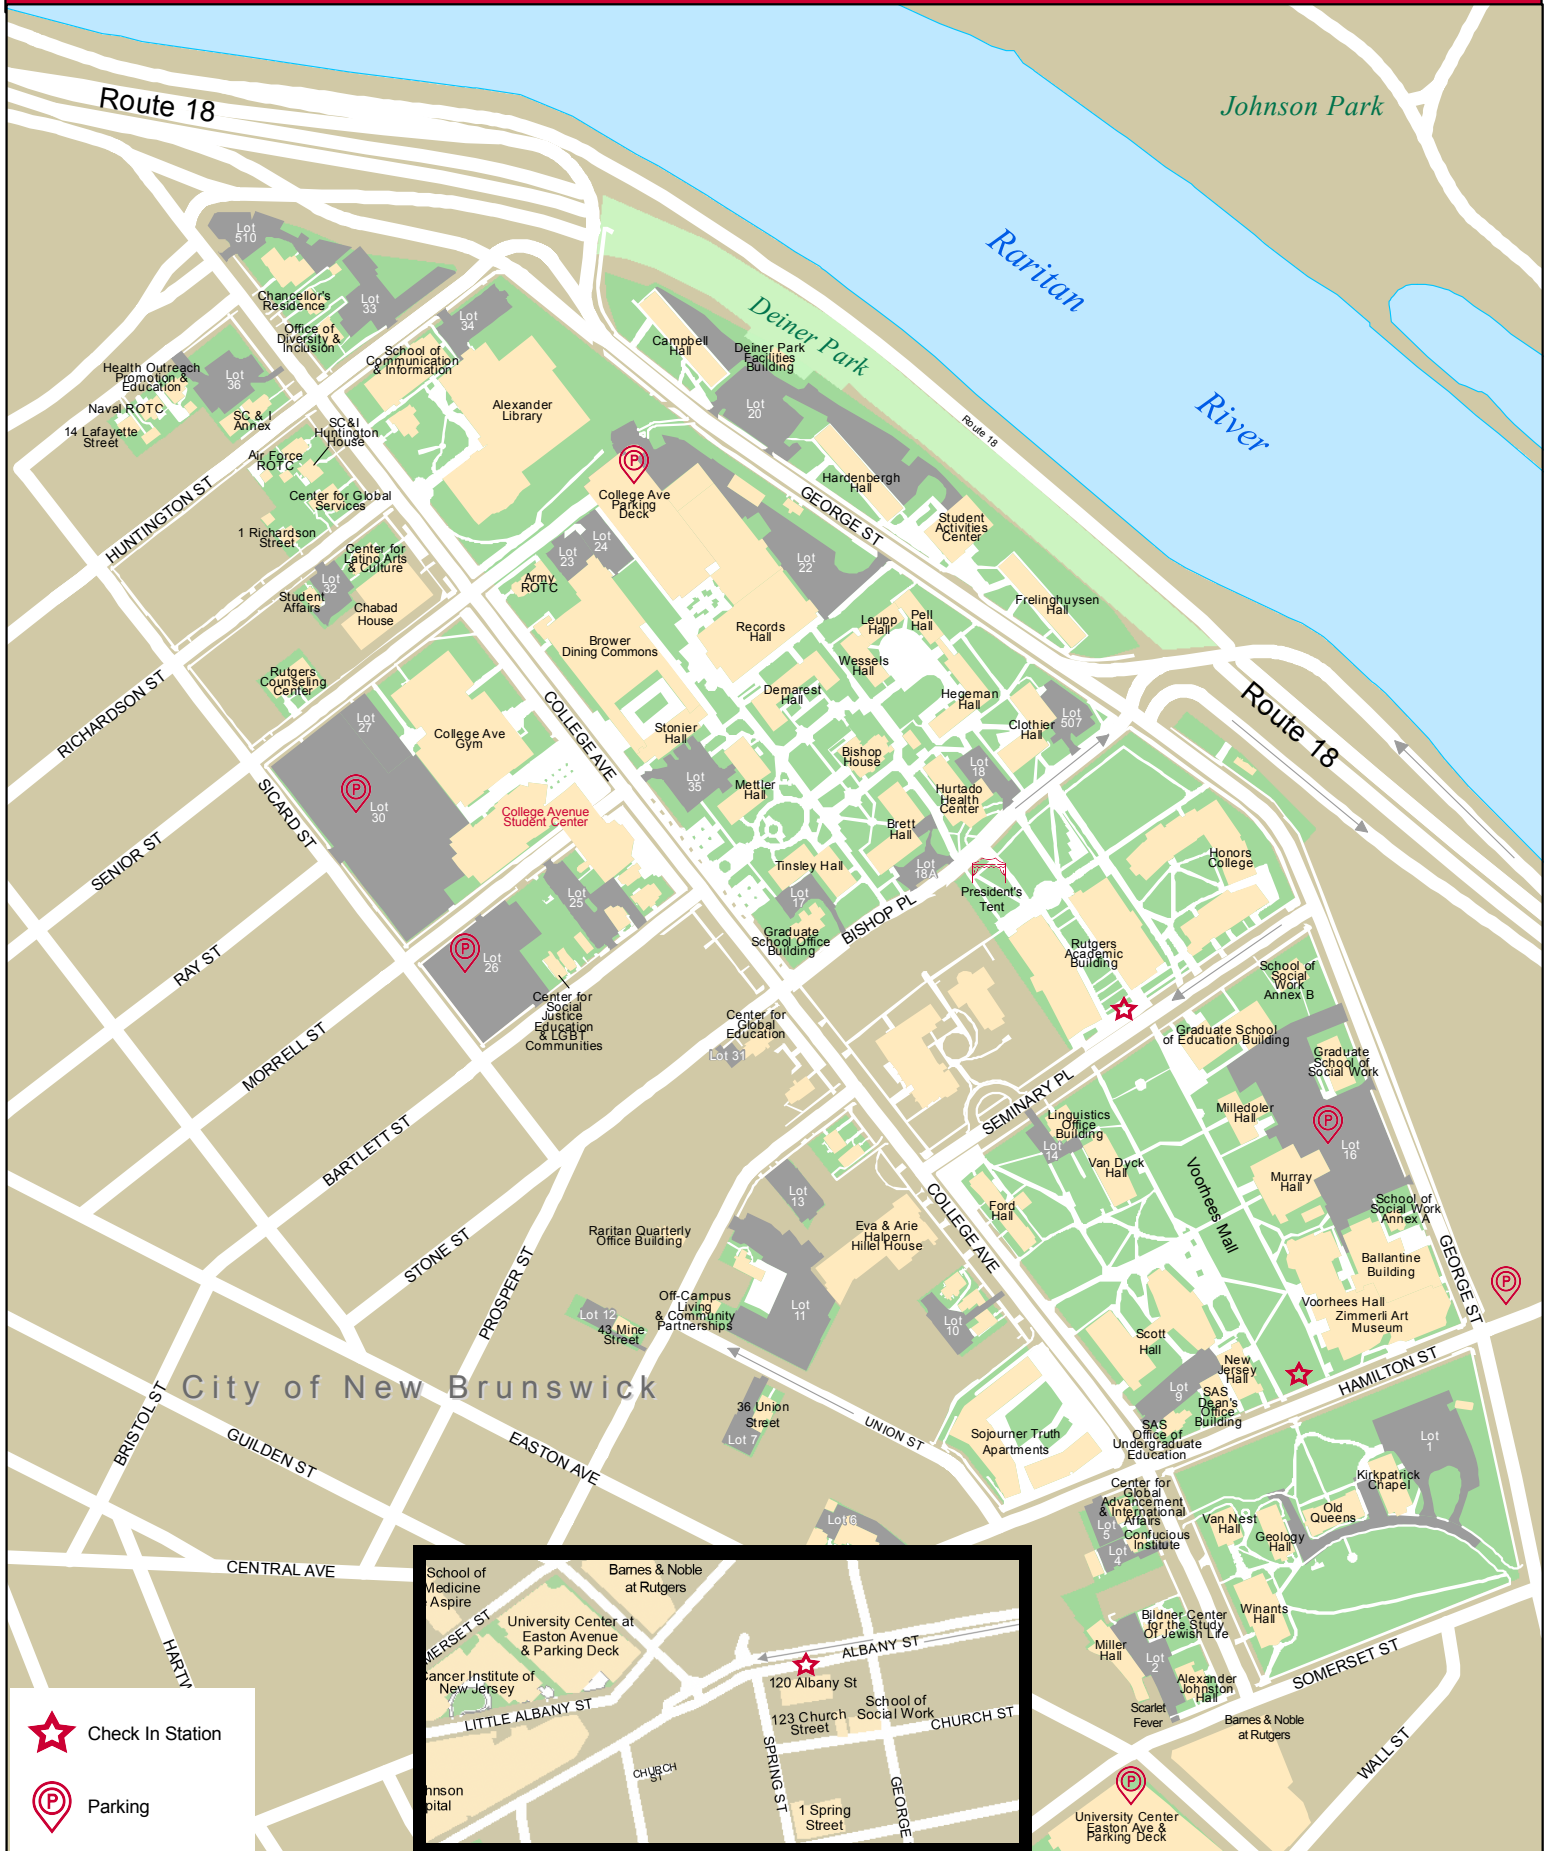 Route 18
Johnson Park
Raritan
River
Deiner Park
Route 18
Lot
510
Chancellor's
Residence
Lot
33
Office of
Diversity &
Inclusion
Lot
34
School of
Communication
& Information
Campbell
Hall
Deiner Park
Facilities
Building
Health Outreach
Promotion &
Education
Lot
36
Naval ROTC
14 Lafayette
Street
SC & I
Annex
SC&I
Huntington
House
Air Force
ROTC
Alexander
Library
Lot
20
Hardenbergh
Hall
Center for Global
Services
P
College Ave
Parking
Deck
GEORGE ST
Student
Activities
Center
HUNTINGTON ST
1 Richardson
Street
Center for
Latino Arts
& Culture
Lot
23
Lot
24
Lot
22
Lot
32
Student
Affairs
Chabad
House
Army
ROTC
Frelinghuysen
Hall
Brower
Dining Commons
Records
Hall
Leupp
Hall
Pell
Hall
Wessels
Hall
Rutgers
Counseling
Center
Demarest
Hall
Hegeman
Hall
RICHARDSON ST
Lot
27
College Ave
Gym
COLLEGE AVE
Stonier
Hall
Clothier
Hall
Lot
507
Route 18
Bishop
House
Lot
18
Lot
35
Mettler
Hall
Hurtado
Health
Center
P
Lot
30
SICARD ST
College Avenue
Student Center
Brett
Hall
Honors
College
SENIOR ST
Tinsley Hall
Lot
18A
President's
Tent
Lot
25
Lot
17
BISHOP PL
Graduate
School Office
Building
Rutgers
Academic
Building
RAY ST
P
Lot
26
School of
Social
Work
Annex B
Center for
Social
Justice
Education
& LGBT
Communities
Center for
Global
Education
Lot 31
Graduate School
of Education Building
Graduate
School of
Social Work
MORRELL ST
SEMINARY PL
Linguistics
Office
Building
Lot
14
Milledoler
Hall
P
Lot
16
BARTLETT ST
Van Dyck
Hall
Voorhees Mall
Murray
Hall
Lot
13
Ford
Hall
School of
Social Work
Annex A
COLLEGE AVE
Raritan Quarterly
Office Building
Eva & Arie
Halpern
Hillel House
STONE ST
GEORGE ST
Ballantine
Building
P
PROSPER ST
Off-Campus
Living
& Community
Partnerships
Lot
11
Lot
10
Lot 12
43 Mine
Street
Voorhees Hall
Zimmerli Art
Museum
Scott
Hall
New
Jersey
Hall
HAMILTON ST
Lot
9
SAS
Dean's
Office
Building
City of New Brunswick
36 Union
Street
Lot 7
UNION ST
Sojourner Truth
Apartments
SAS
Office of
Undergraduate
Education
BRISTOL ST
GUILDEN ST
EASTON AVE
Lot
1
Kirkpatrick
Chapel
Center for
Global
Advancement
& International
Affairs
Lot
5
Confucious
Institute
Lot
4
Van Nest
Hall
Geology
Hall
Old
Queens
Lot 6
CENTRAL AVE
School of
Medicine
Aspire
Barnes & Noble
at Rutgers
University Center at
Easton Avenue
& Parking Deck
MERSET ST
ancer Institute of
New Jersey
LITTLE ALBANY ST
ALBANY ST
120 Albany St
School of
Social Work
123 Church
Street
CHURCH ST
SPRING ST
CHURCH
ST
GEORGE
1 Spring
Street
hnson
pital
Winants
Hall
Bildner Center
for the Study
Of Jewish Life
Miller
Hall
Lot
2
Alexander
Johnston
Hall
SOMERSET ST
Scarlet
Fever
Barnes & Noble
at Rutgers
WALL ST
P
University Center
Easton Ave &
Parking Deck
HARTW
Check In Station
P
Parking